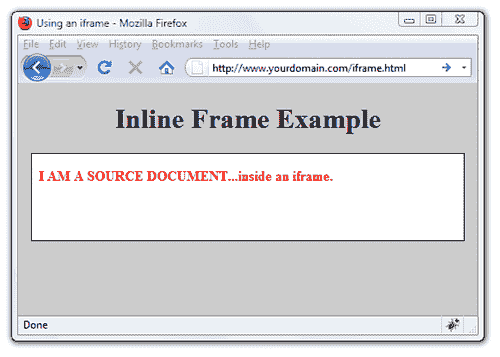 Using an iframe - Mozilla Firefox
File Edit View History Bookmarks Tools Help
http://www.yourdomain.com/iframe.html
Inline Frame Example
I AM A SOURCE DOCUMENT...inside an iframe.
Done